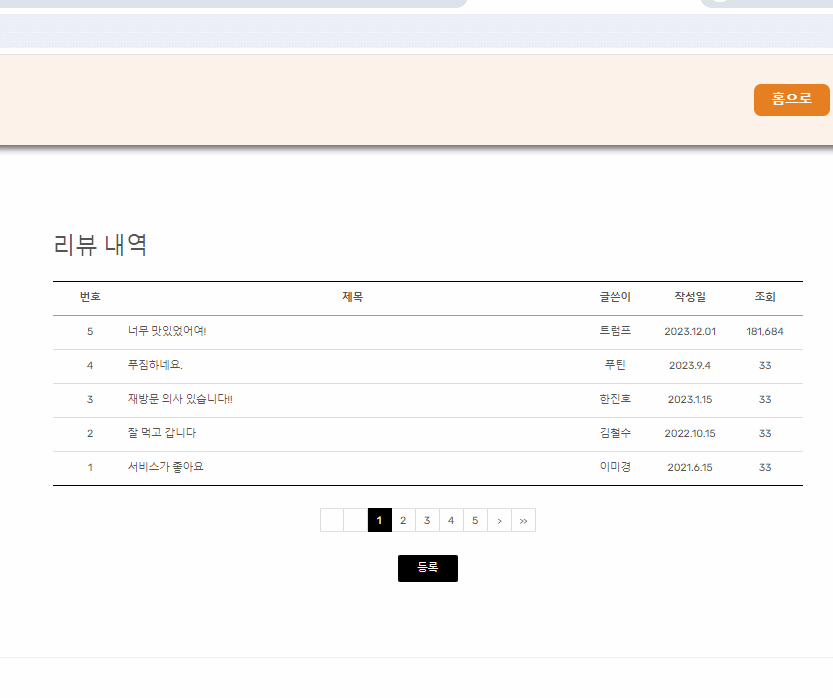 홈으로
리뷰 내역
번호 제목 글쓴이 작성일 조회
5 너무 맛있었어여! 트럼프 2023.12.01 181,684
4 푸짐하네요. 푸틴 2023.9.4 33
3 재방문 의사 있습니다!! 한진호 2023.1.15 33
2 잘 먹고 갑니다 김철수 2022.10.15 33
1 서비스가 좋아요 이미경 2021.6.15 33
1 2 3 4 5 > >>
등록